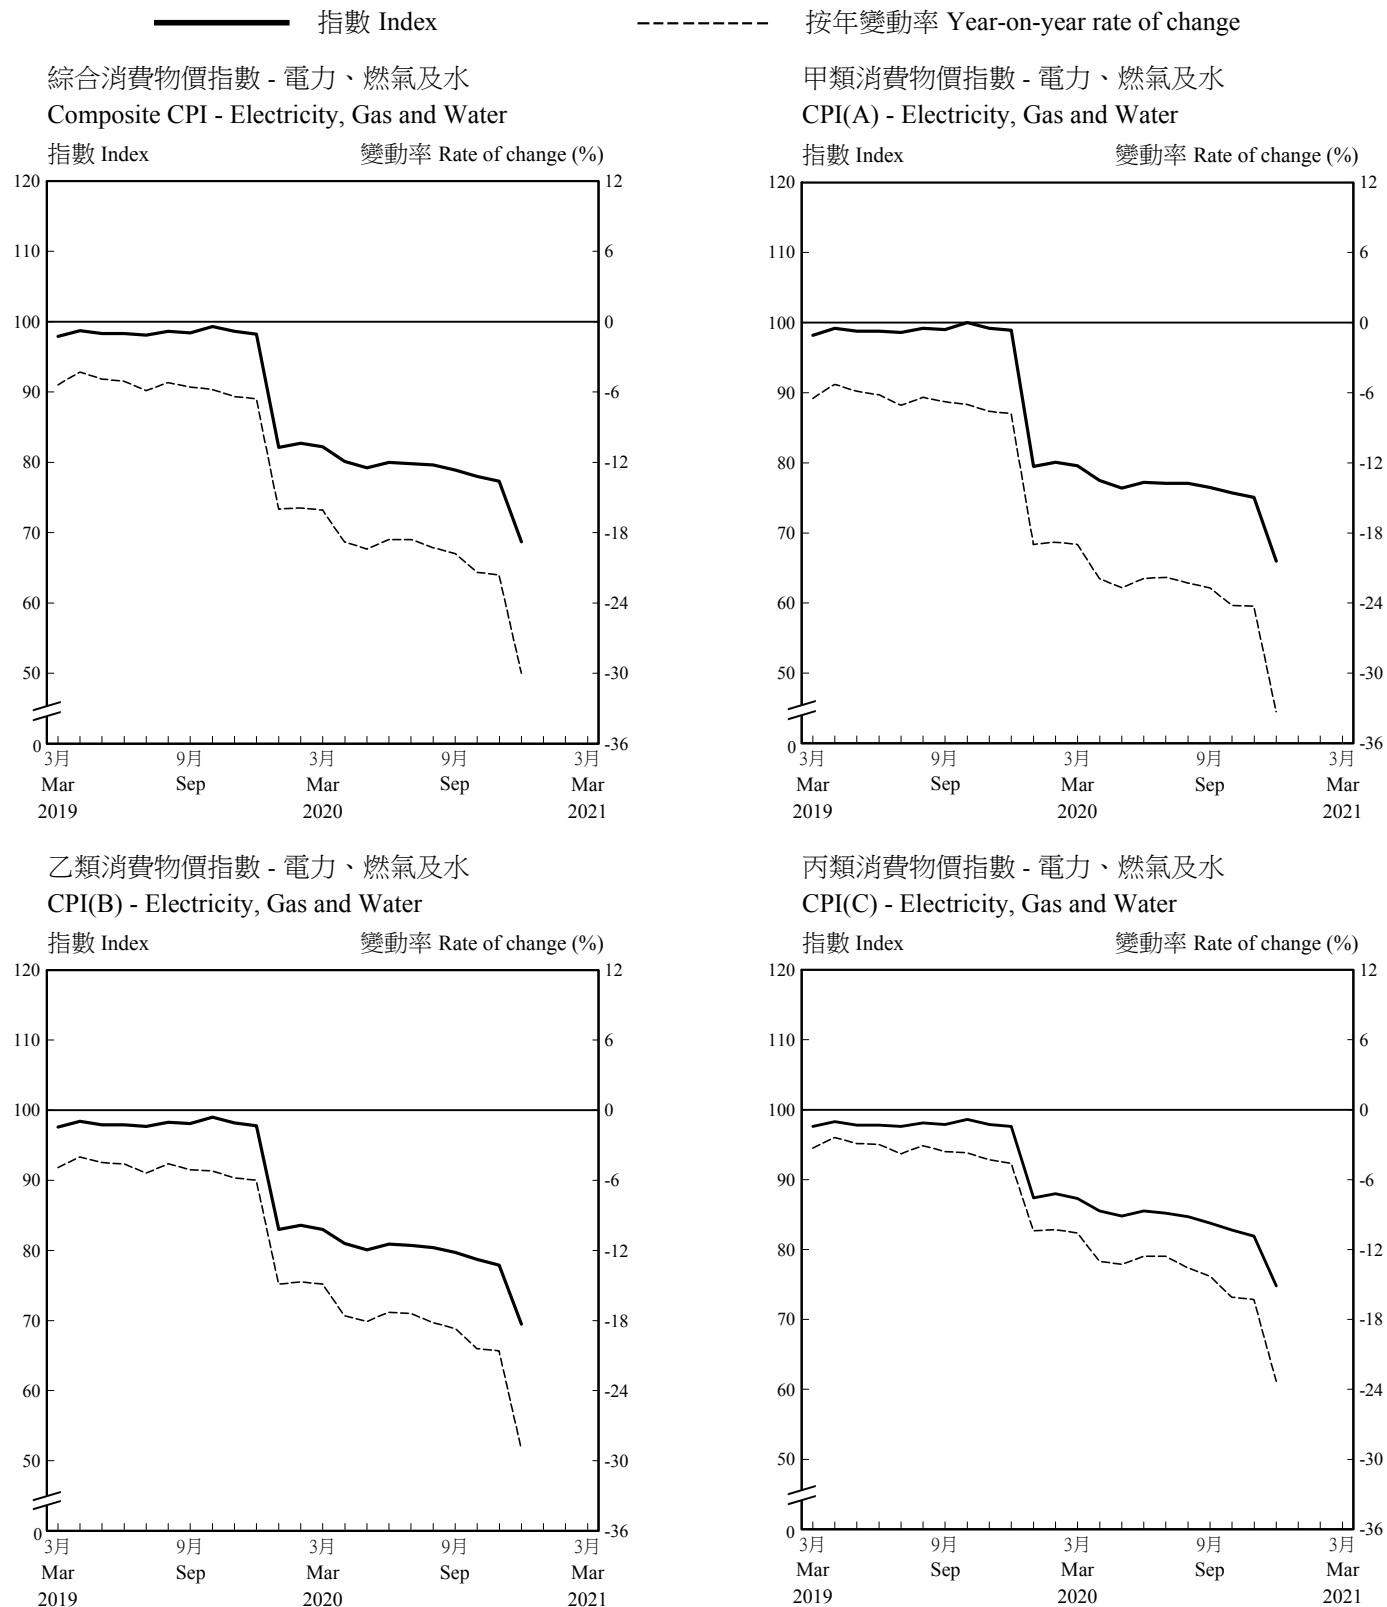 指數 Index
按年變動率 Year-on-year rate of change
綜合消費物價指數 - 電力、燃氣及水
Composite CPI - Electricity, Gas and Water
指數 Index
變動率 Rate of change (%)
120
110
100
90
80
70
60
50
0
12
6
0
-6
-12
-18
-24
-30
-36
3月
9月
3月
9月
3月
Mar
Sep
Mar
Sep
Mar
2019
2020
2021
甲類消費物價指數 - 電力、燃氣及水
CPI(A) - Electricity, Gas and Water
指數 Index
變動率 Rate of change (%)
120
110
100
90
80
70
60
50
0
12
6
0
-6
-12
-18
-24
-30
-36
3月
9月
3月
9月
3月
Mar
Sep
Mar
Sep
Mar
2019
2020
2021
乙類消費物價指數 - 電力、燃氣及水
CPI(B) - Electricity, Gas and Water
指數 Index
變動率 Rate of change (%)
120
110
100
90
80
70
60
50
0
12
6
0
-6
-12
-18
-24
-30
-36
3月
9月
3月
9月
3月
Mar
Sep
Mar
Sep
Mar
2019
2020
2021
丙類消費物價指數 - 電力、燃氣及水
CPI(C) - Electricity, Gas and Water
指數 Index
變動率 Rate of change (%)
120
110
100
90
80
70
60
50
0
12
6
0
-6
-12
-18
-24
-30
-36
3月
9月
3月
9月
3月
Mar
Sep
Mar
Sep
Mar
2019
2020
2021